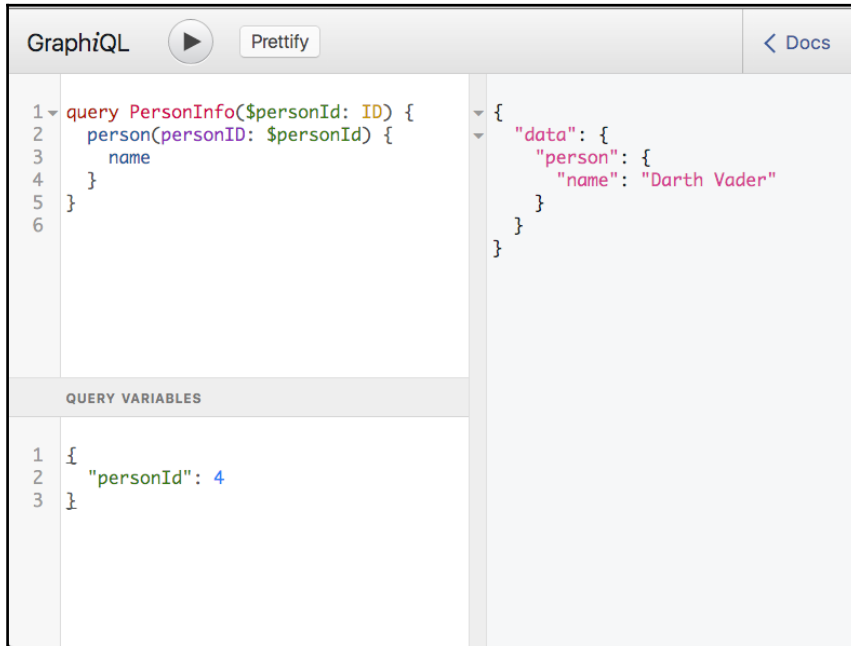 GraphiQL Prettify < Docs
1 query PersonInfo($personId: ID) {
2 person(personID: $personId) {
3 name
4 }
5 }
6
QUERY VARIABLES
1 {
2 "personId": 4
3 }
{
"data": {
"person": {
"name": "Darth Vader"
}
}
}